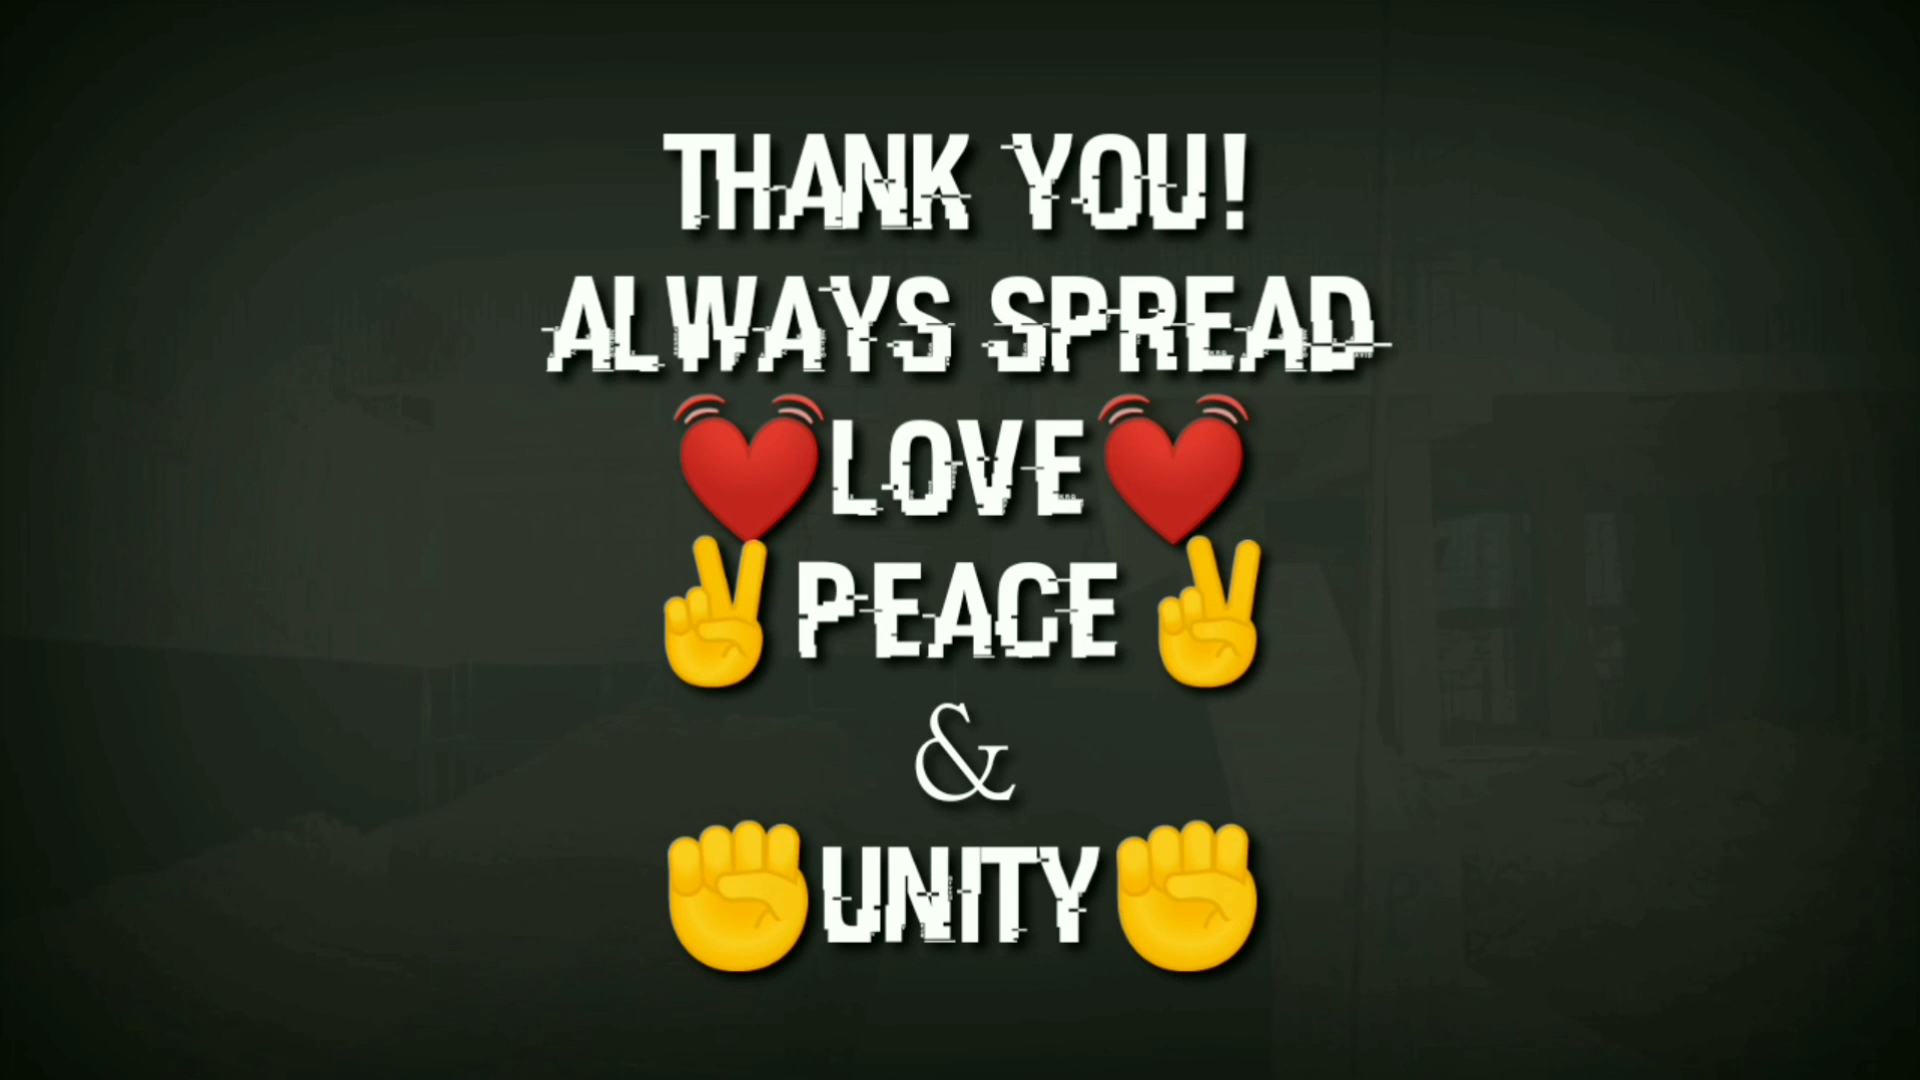 THANK YOU!
ALWAYS SPREAD
💓LOVE💓
✌PEACE✌
&
✊UNITY✊